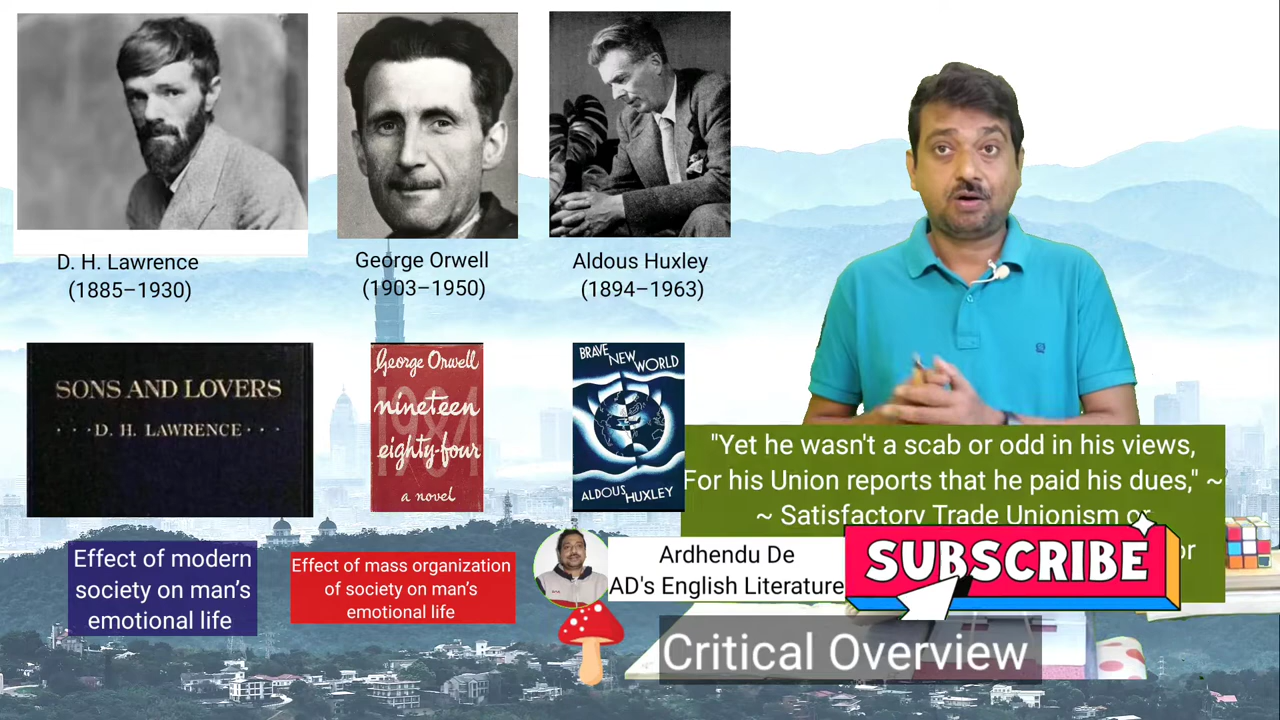 D. H. Lawrence
(1885–1930)
George Orwell
(1903–1950)
Aldous Huxley
(1894–1963)
SONS AND LOVERS
· · · D. H. LAWRENCE · · ·
George Orwell
1984
nineteen
eighty-four
a novel
BRAVE
NEW
WORLD
ALDOUS
HUXLEY
Effect of modern
society on man's
emotional life
Effect of mass organization
of society on man's
emotional life
"Yet he wasn't a scab or odd in his views,
For his Union reports that he paid his dues," ~
~ Satisfactory Trade Unionism or
or
Ardhendu De
AD's English Literature
SUBSCRIBE
Critical Overview